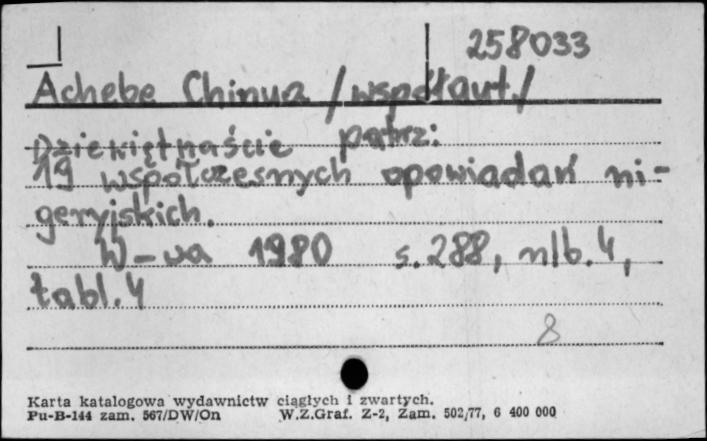 258033
Achebe Chinua /współaut./
Dziewiętnaście patrz:
19 współczesnych opowiadań ni-
geryjskich.
W-wa 1980 s. 288, nlb. 4,
tabl. 4
8
Karta katalogowa wydawnictw ciągłych i zwartych.
Pu-B-144 zam. 567/DW/On W.Z.Graf. Z-2, Zam. 502/77, 6 400 000